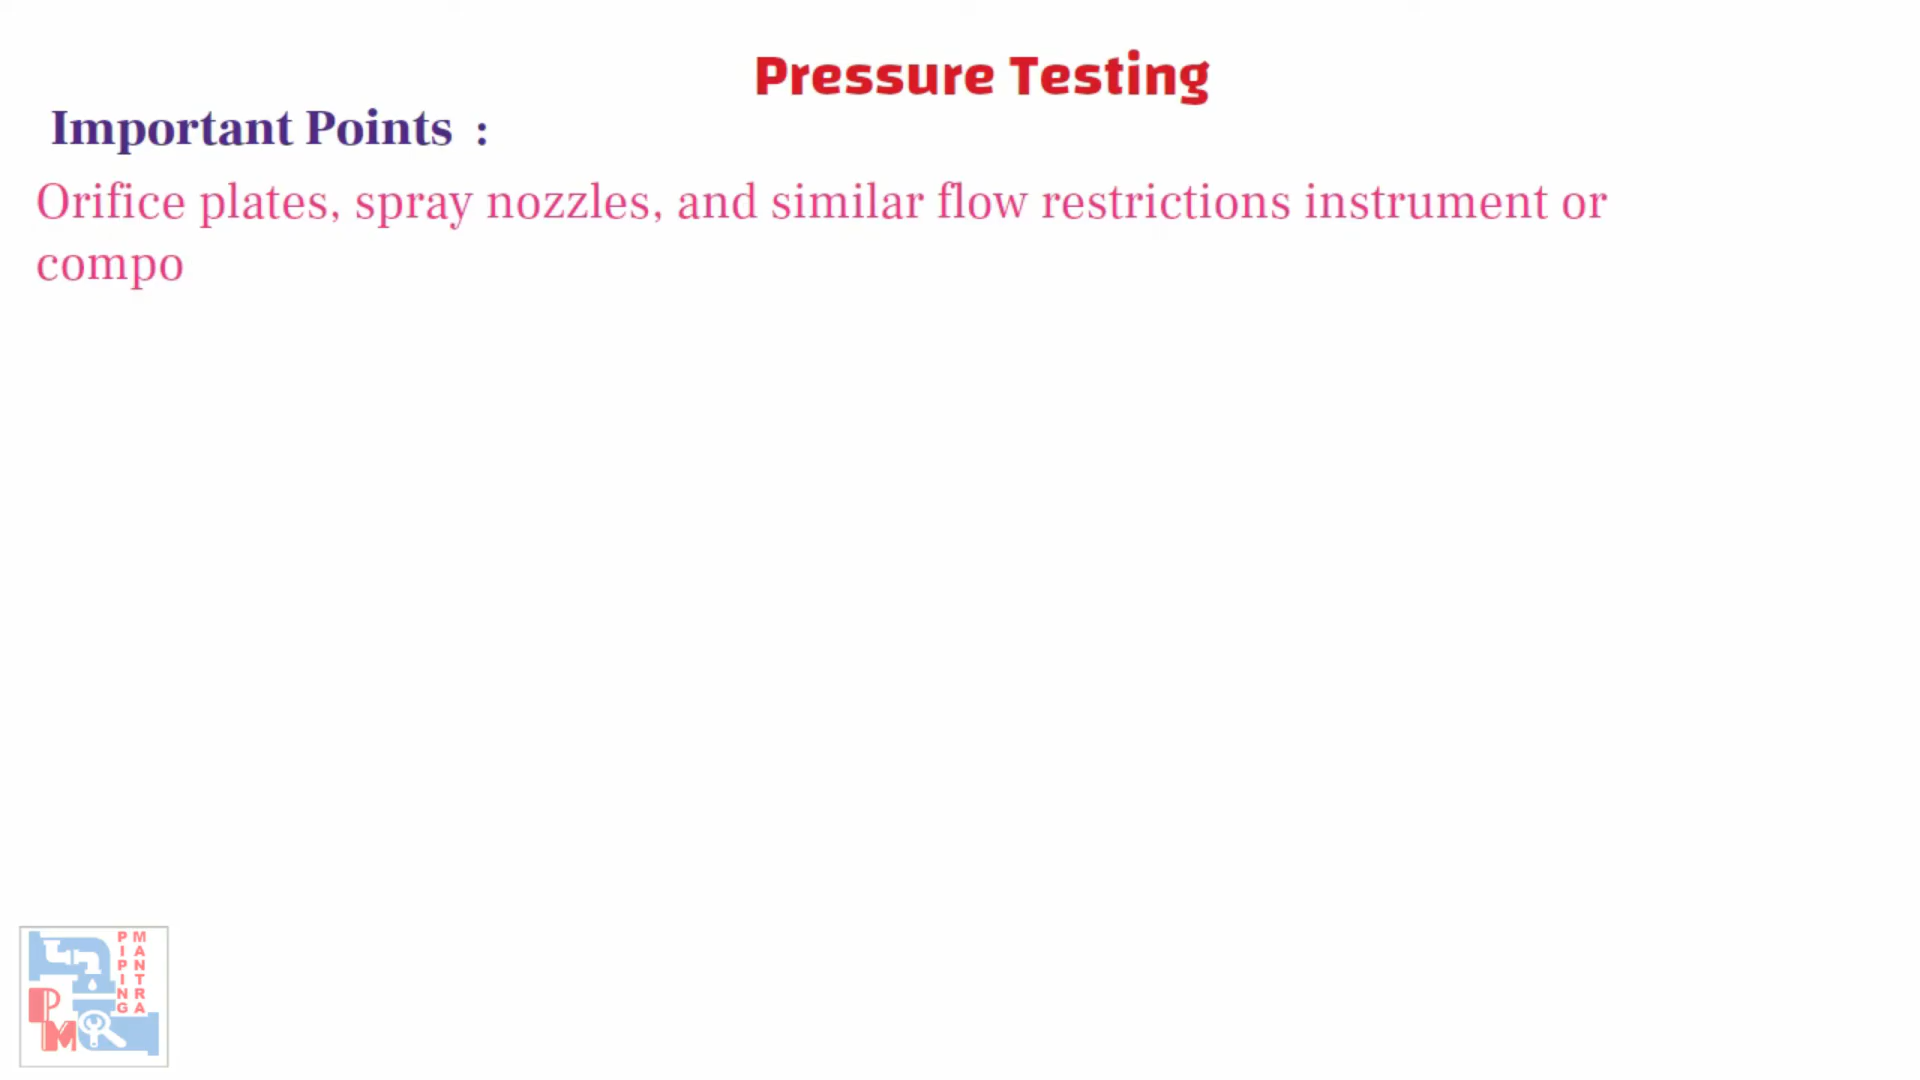 Pressure Testing
Important Points :
Orifice plates, spray nozzles, and similar flow restrictions instrument or
compo
PIPING
MANTRA
PM